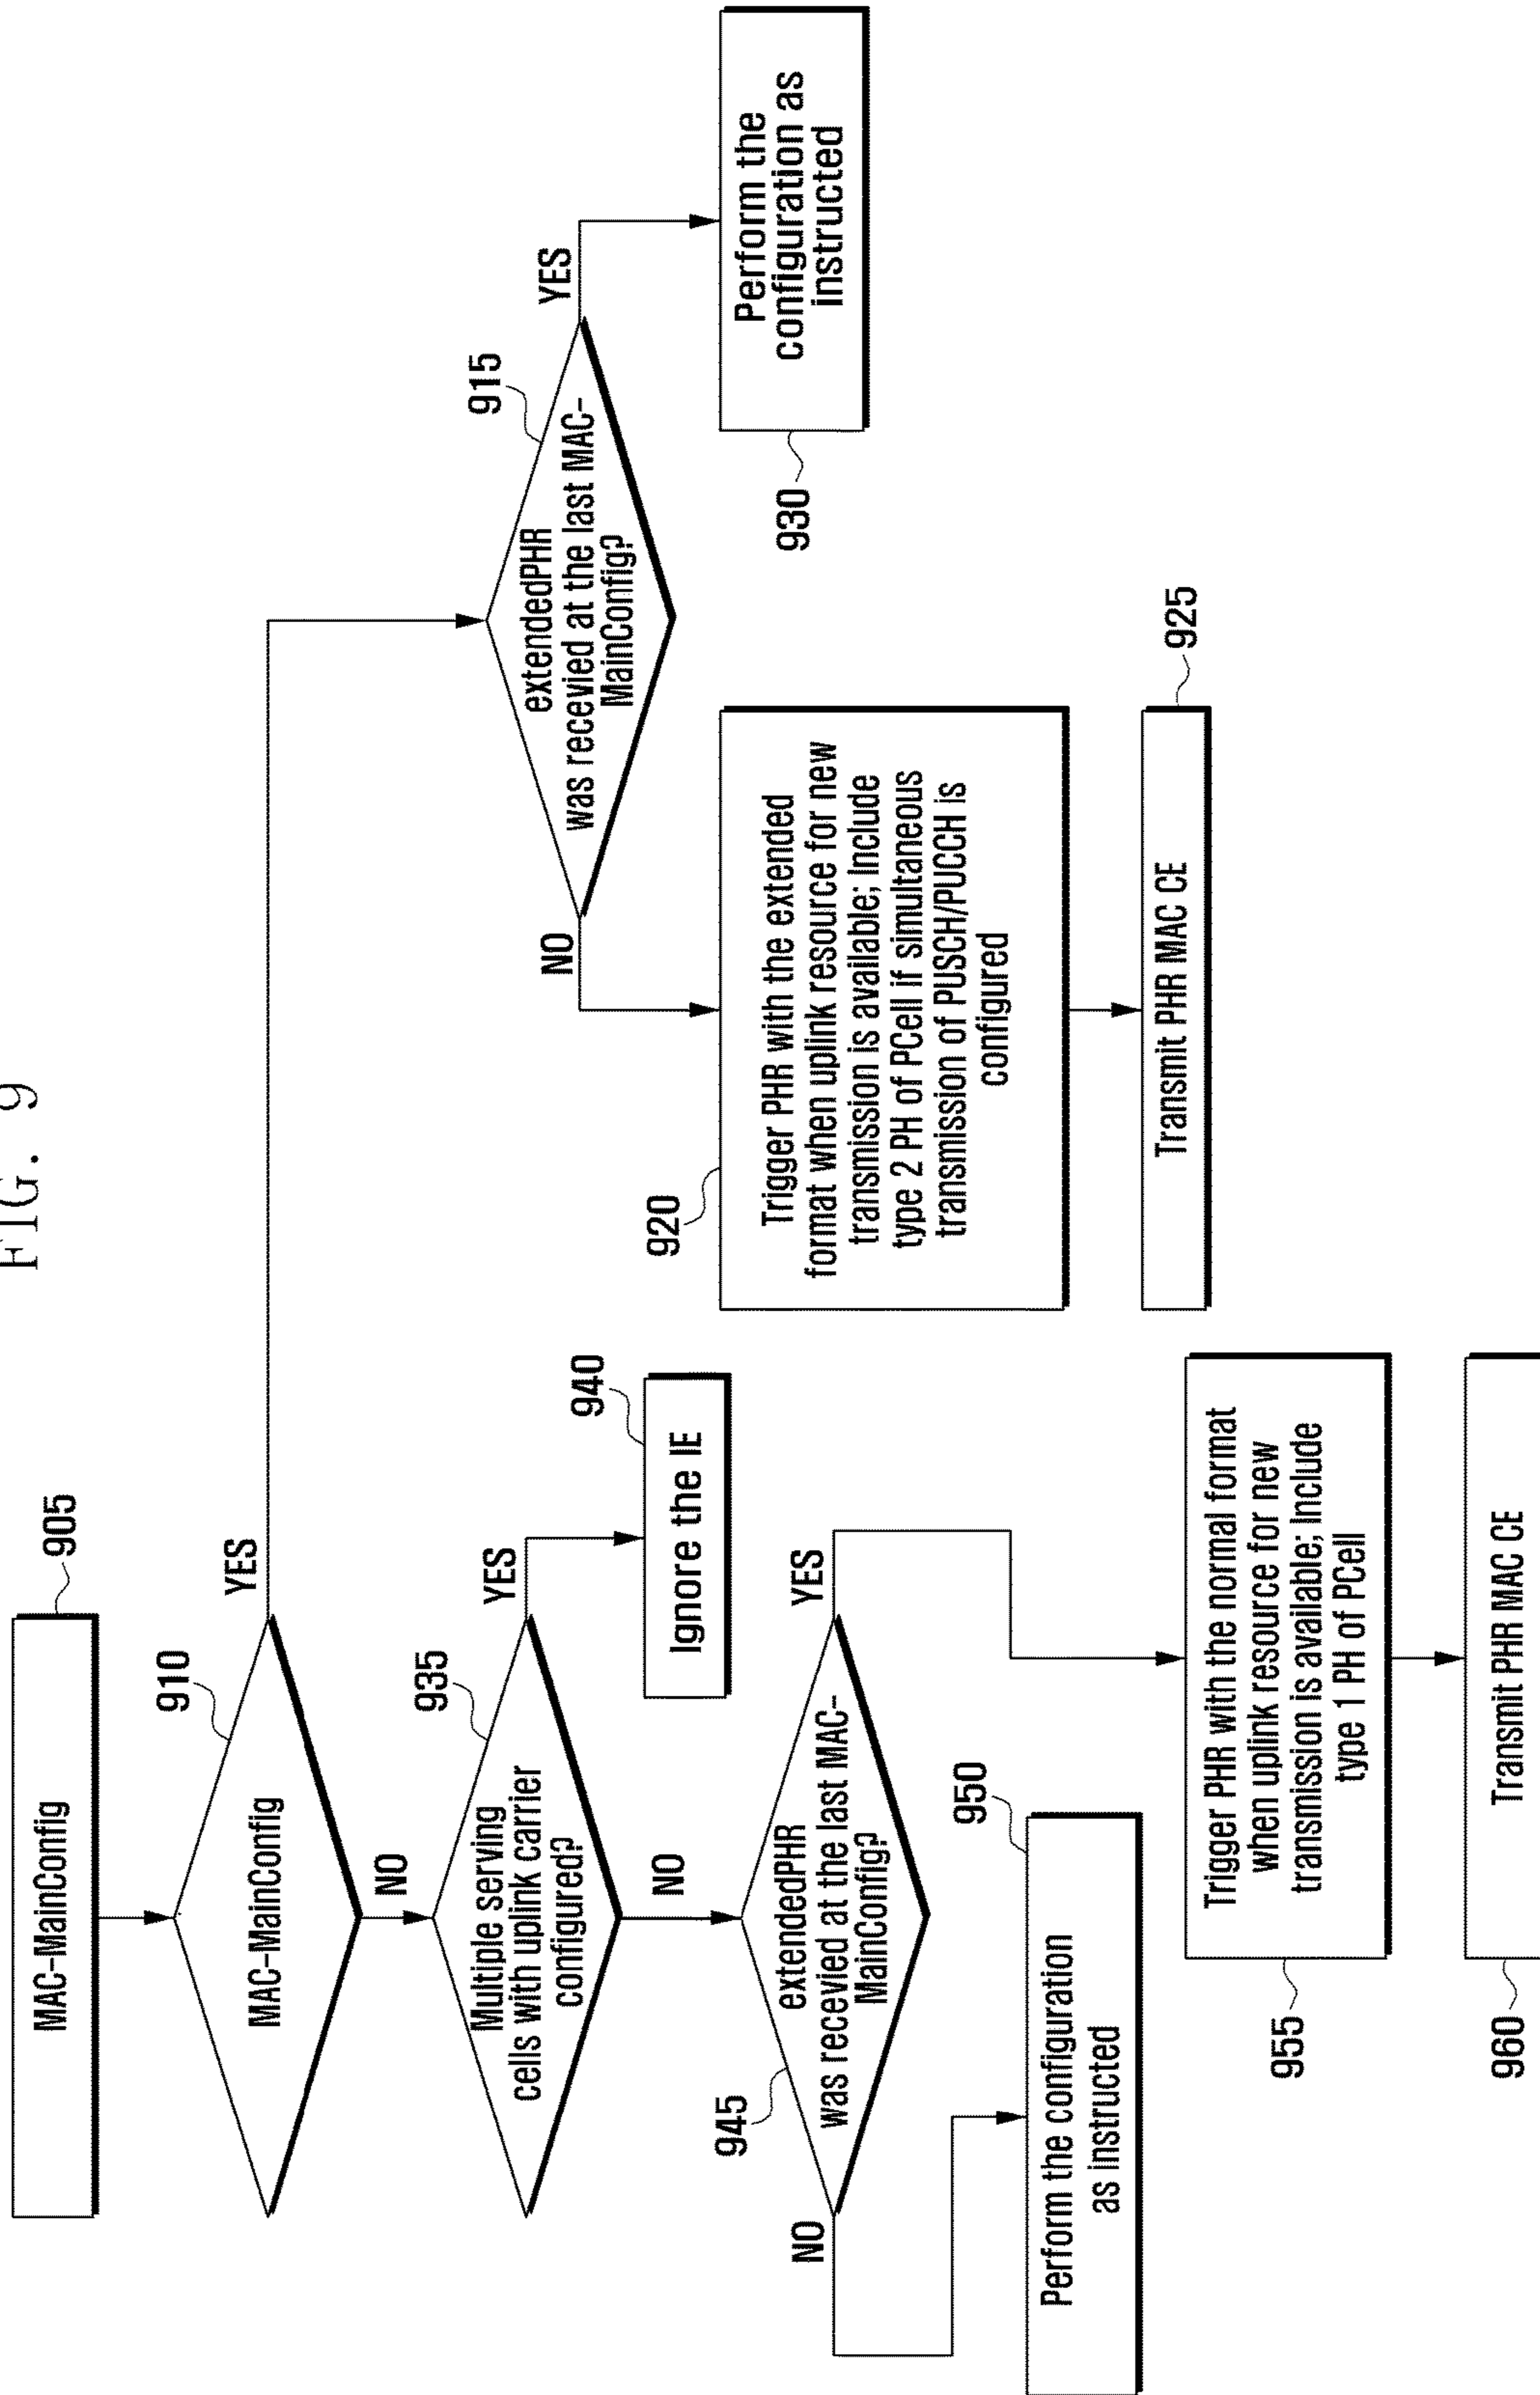 FIG. 9
MAC-MainConfig
905
910
MAC-MainConfig
YES
NO
935
Multiple serving
cells with uplink carrier
configured?
YES
940
Ignore the IE
NO
945
extendedPHR
was recevied at the last MAC-
MainConfig?
NO
YES
950
Perform the configuration
as instructed
955
Trigger PHR with the normal format
when uplink resource for new
transmission is available; Include
type 1 PH of PCell
960
Transmit PHR MAC CE
915
extendedPHR
was recevied at the last MAC-
MainConfig?
NO
YES
920
Trigger PHR with the extended
format when uplink resource for new
transmission is available; Include
type 2 PH of PCell if simultaneous
transmission of PUSCH/PUCCH is
configured
925
Transmit PHR MAC CE
930
Perform the
configuration as
instructed